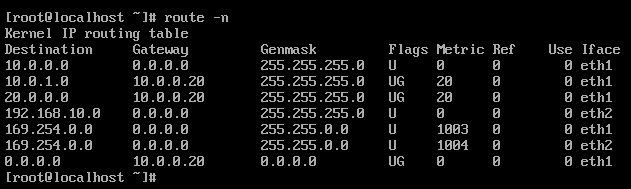 [root@localhost ~]# route -n
Kernel IP routing table
Destination     Gateway         Genmask         Flags Metric Ref    Use Iface
10.0.0.0        0.0.0.0         255.255.255.0   U     0      0        0 eth1
10.0.1.0        10.0.0.20       255.255.255.0   UG    20     0        0 eth1
20.0.0.0        10.0.0.20       255.255.255.0   UG    20     0        0 eth1
192.168.10.0    0.0.0.0         255.255.255.0   U     0      0        0 eth2
169.254.0.0     0.0.0.0         255.255.0.0     U     1003   0        0 eth1
169.254.0.0     0.0.0.0         255.255.0.0     U     1004   0        0 eth2
0.0.0.0         10.0.0.20       0.0.0.0         UG    0      0        0 eth1
[root@localhost ~]#